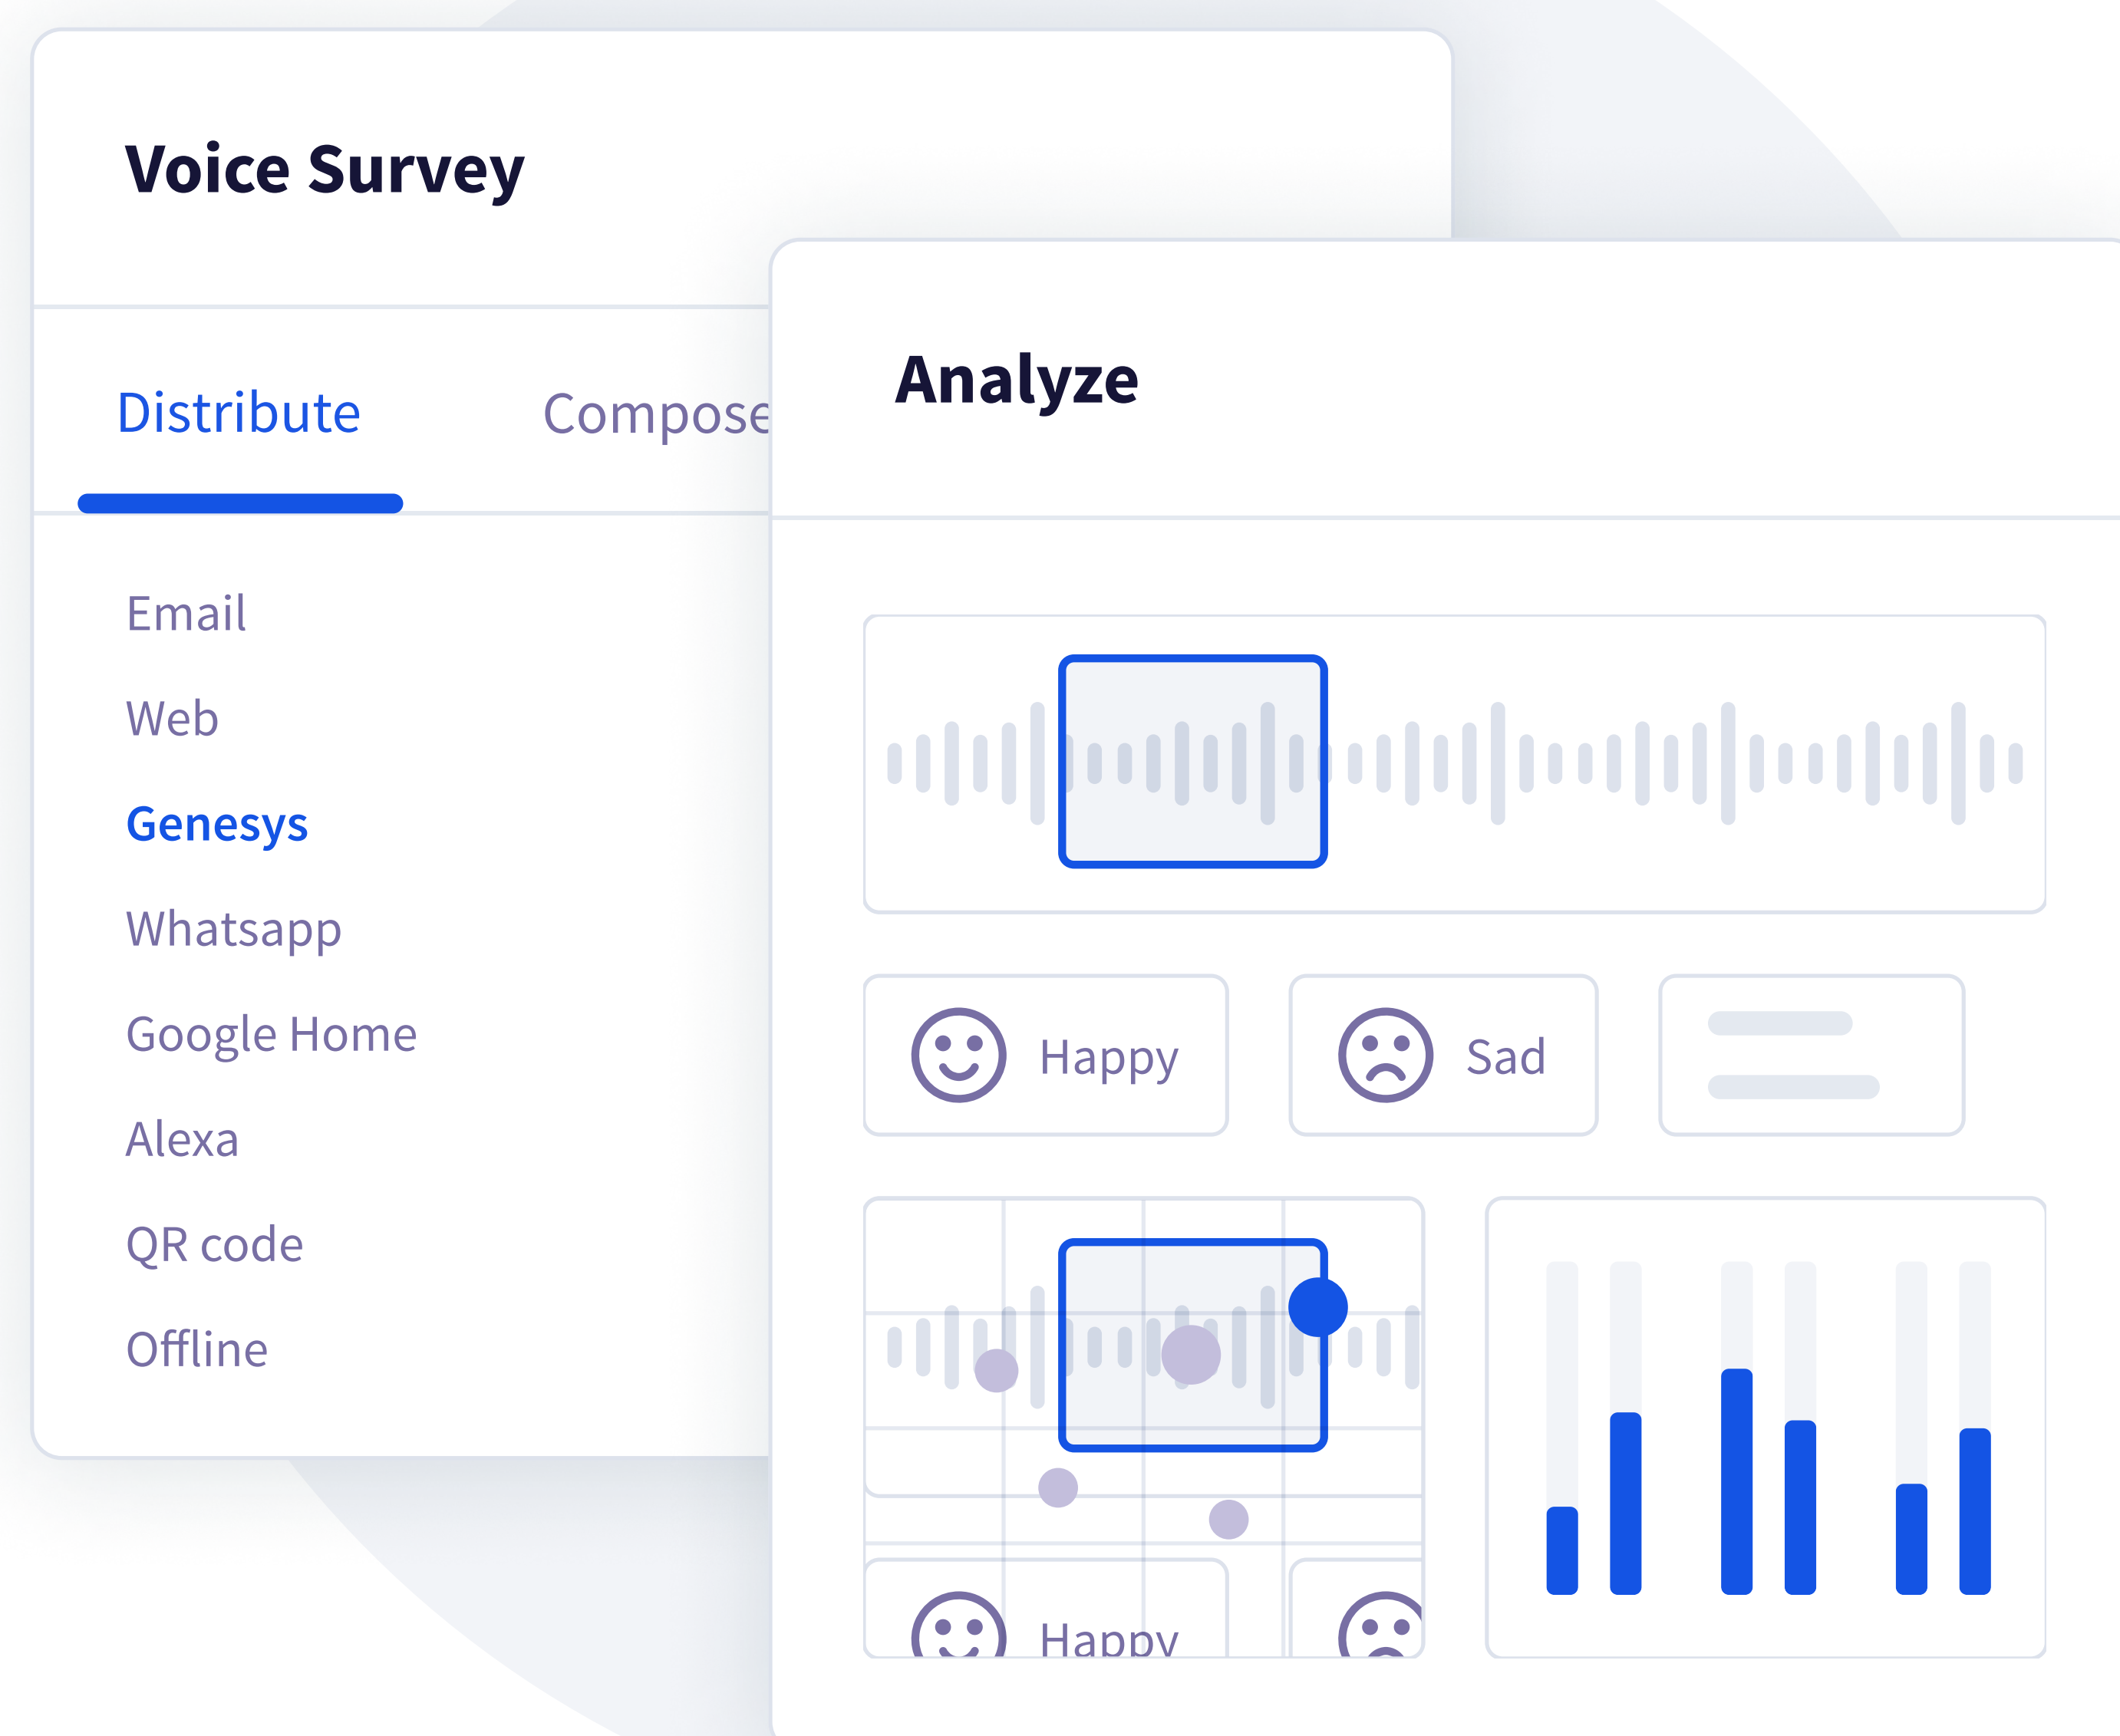 Voice Survey
Distribute
Compose
Email
Web
Genesys
Whatsapp
Google Home
Alexa
QR code
Offline
Analyze
Happy
Sad
Happy